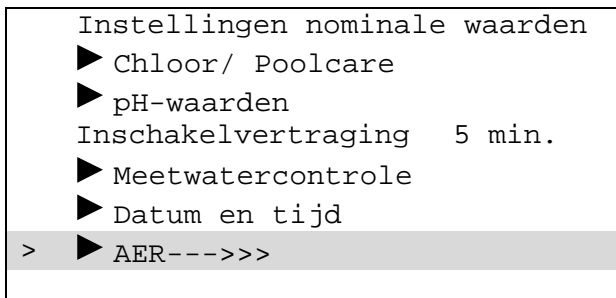 Instellingen nominale waarden
▶ Chloor/ Poolcare
▶ pH-waarden
Inschakelvertraging 5 min.
▶ Meetwatercontrole
▶ Datum en tijd
> ▶ AER--->>>